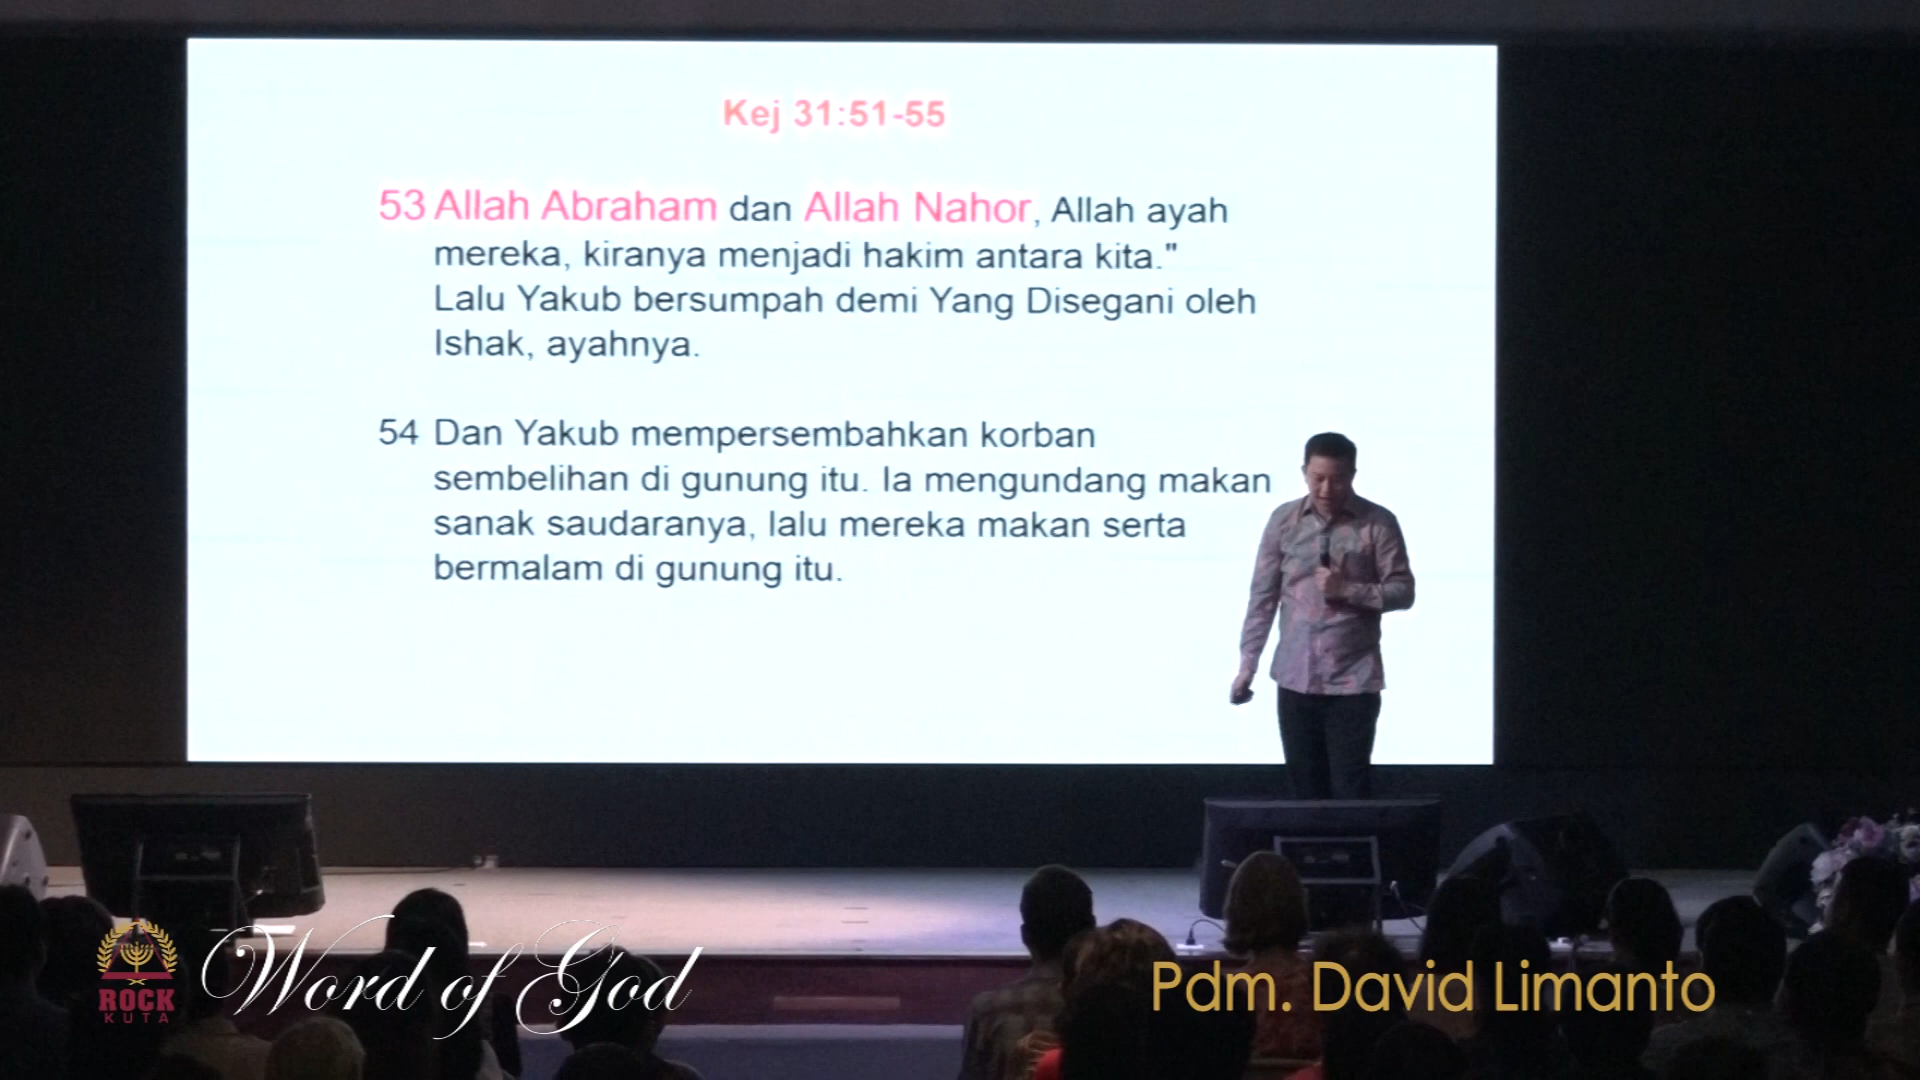 Kej 31:51-55
53 Allah Abraham dan Allah Nahor, Allah ayah
mereka, kiranya menjadi hakim antara kita."
Lalu Yakub bersumpah demi Yang Disegani oleh
Ishak, ayahnya.
54 Dan Yakub mempersembahkan korban
sembelihan di gunung itu. Ia mengundang makan
sanak saudaranya, lalu mereka makan serta
bermalam di gunung itu.
ROCK
KUTA
Word of God
Pdm. David Limanto